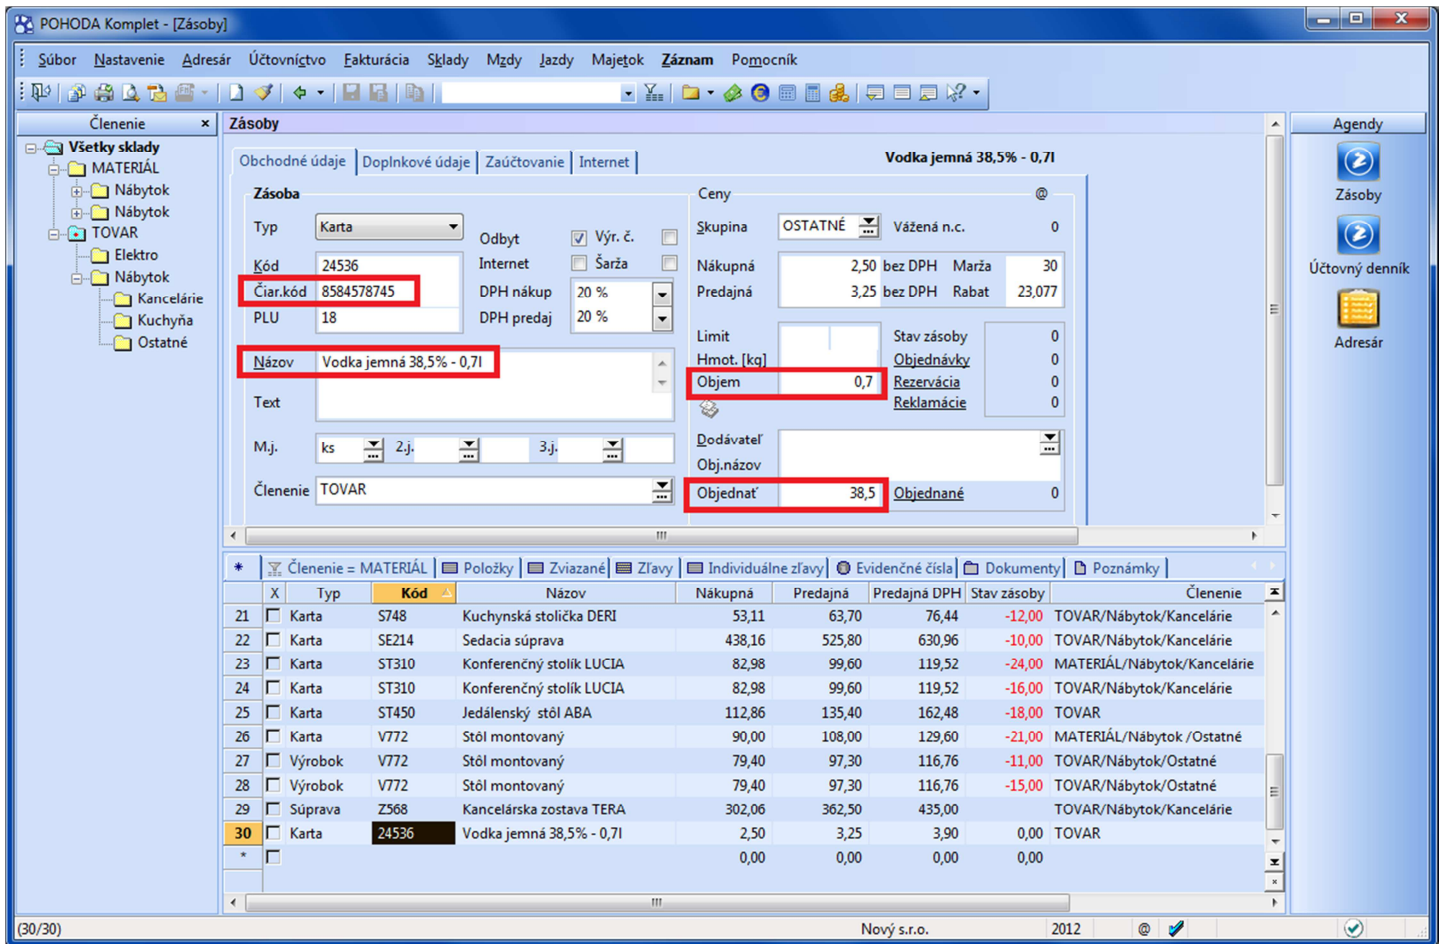 POHODA Komplet - [Zásoby]
Súbor Nastavenie Adresár Účtovníctvo Fakturácia Sklady Mzdy Jazdy Majetok Záznam Pomocník
Členenie x
Všetky sklady
MATERIÁL
Nábytok
Nábytok
TOVAR
Elektro
Nábytok
Kancelárie
Kuchyňa
Ostatné
Zásoby
Obchodné údaje Doplnkové údaje Zaúčtovanie Internet
Vodka jemná 38,5% - 0,7l
Zásoba
Typ Karta
Kód 24536
Čiar.kód 8584578745
PLU 18
Odbyt Výr. č.
Internet Šarža
DPH nákup 20 %
DPH predaj 20 %
Názov Vodka jemná 38,5% - 0,7l
Text
M.j. ks 2.j. 3.j.
Členenie TOVAR
Ceny @
Skupina OSTATNÉ Vážená n.c. 0
Nákupná 2,50 bez DPH Marža 30
Predajná 3,25 bez DPH Rabat 23,077
Limit Stav zásoby 0
Hmot. [kg] Objednávky 0
Objem 0,7 Rezervácia 0
Reklamácie 0
Dodávateľ
Obj.názov
Objednať 38,5 Objednané 0
* Členenie = MATERIÁL Položky Zviazané Zľavy Individuálne zľavy Evidenčné čísla Dokumenty Poznámky
X Typ Kód Názov Nákupná Predajná Predajná DPH Stav zásoby Členenie
21 Karta S748 Kuchynská stolička DERI 53,11 63,70 76,44 -12,00 TOVAR/Nábytok/Kancelárie
22 Karta SE214 Sedacia súprava 438,16 525,80 630,96 -10,00 TOVAR/Nábytok/Kancelárie
23 Karta ST310 Konferenčný stolík LUCIA 82,98 99,60 119,52 -24,00 MATERIÁL/Nábytok/Kancelárie
24 Karta ST310 Konferenčný stolík LUCIA 82,98 99,60 119,52 -16,00 TOVAR/Nábytok/Kancelárie
25 Karta ST450 Jedálenský stôl ABA 112,86 135,40 162,48 -18,00 TOVAR
26 Karta V772 Stôl montovaný 90,00 108,00 129,60 -21,00 MATERIÁL/Nábytok /Ostatné
27 Výrobok V772 Stôl montovaný 79,40 97,30 116,76 -11,00 TOVAR/Nábytok/Ostatné
28 Výrobok V772 Stôl montovaný 79,40 97,30 116,76 -15,00 TOVAR/Nábytok/Ostatné
29 Súprava Z568 Kancelárska zostava TERA 302,06 362,50 435,00 TOVAR/Nábytok/Kancelárie
30 Karta 24536 Vodka jemná 38,5% - 0,7l 2,50 3,25 3,90 0,00 TOVAR
* 0,00 0,00 0,00 0,00
Agendy
Zásoby
Účtovný denník
Adresár
(30/30) Nový s.r.o. 2012 @